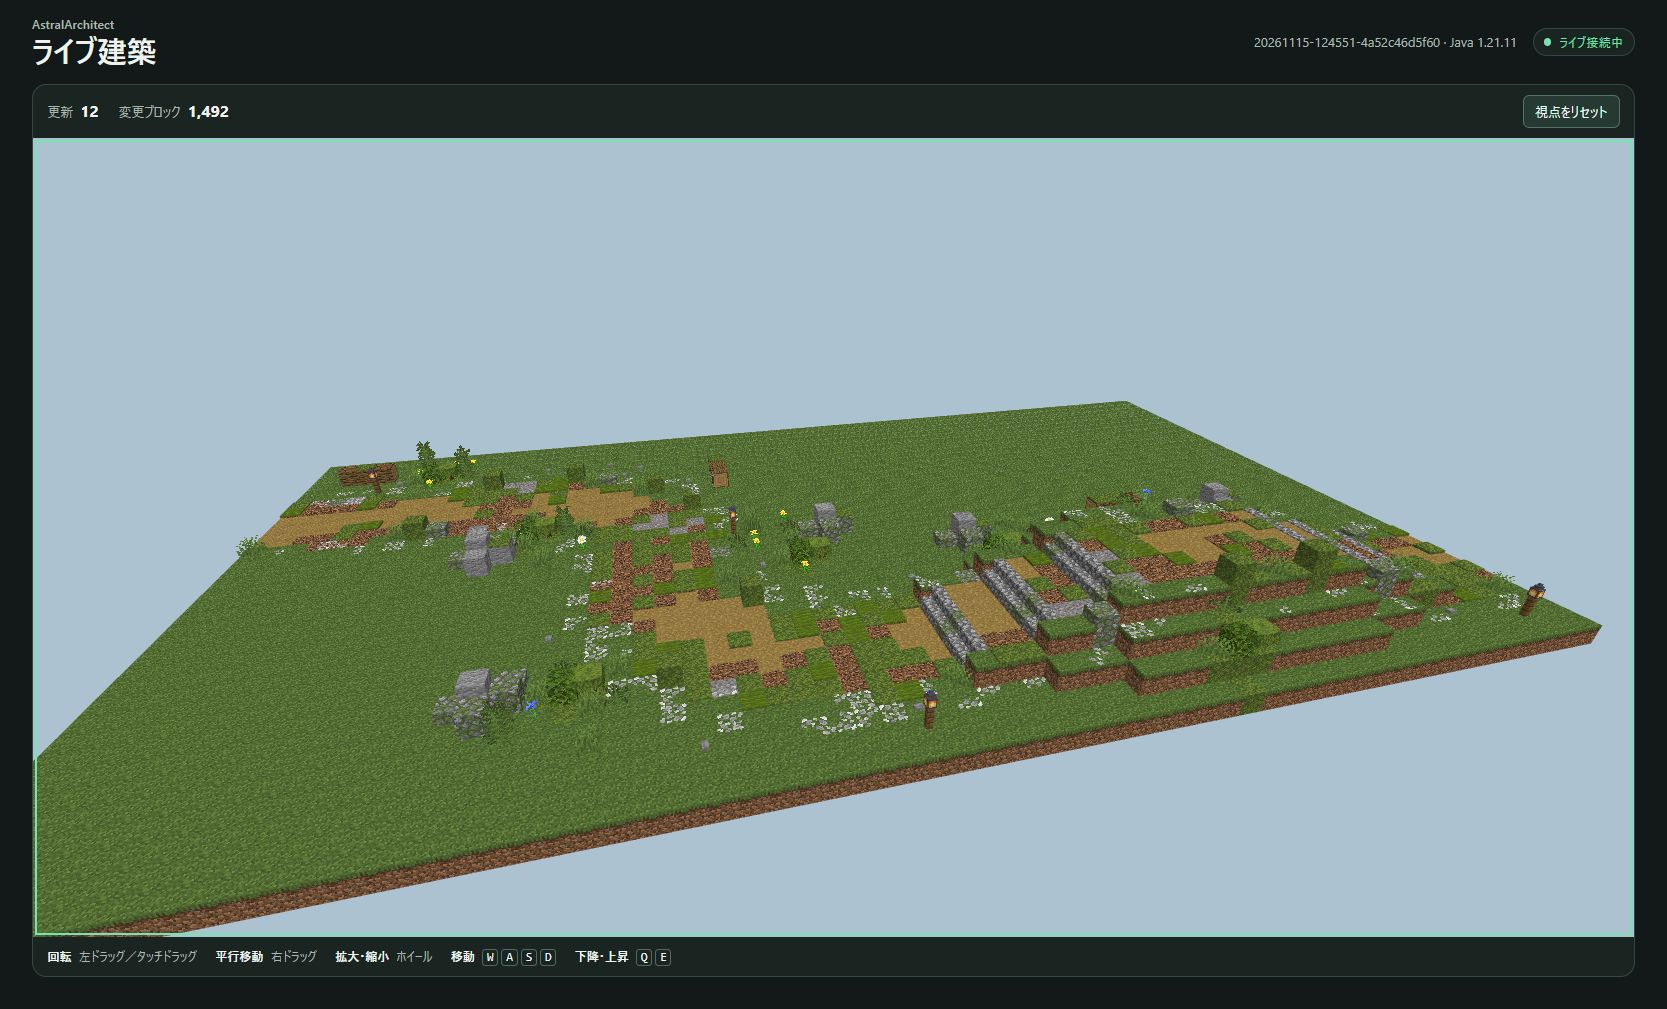 AstralArchitect
ライブ建築
20261115-124551-4a52c46d5f60 · Java 1.21.11
ライブ接続中
更新 12 変更ブロック 1,492
視点をリセット
回転 左ドラッグ／タッチドラッグ 平行移動 右ドラッグ 拡大・縮小 ホイール 移動 W A S D 下降・上昇 Q E